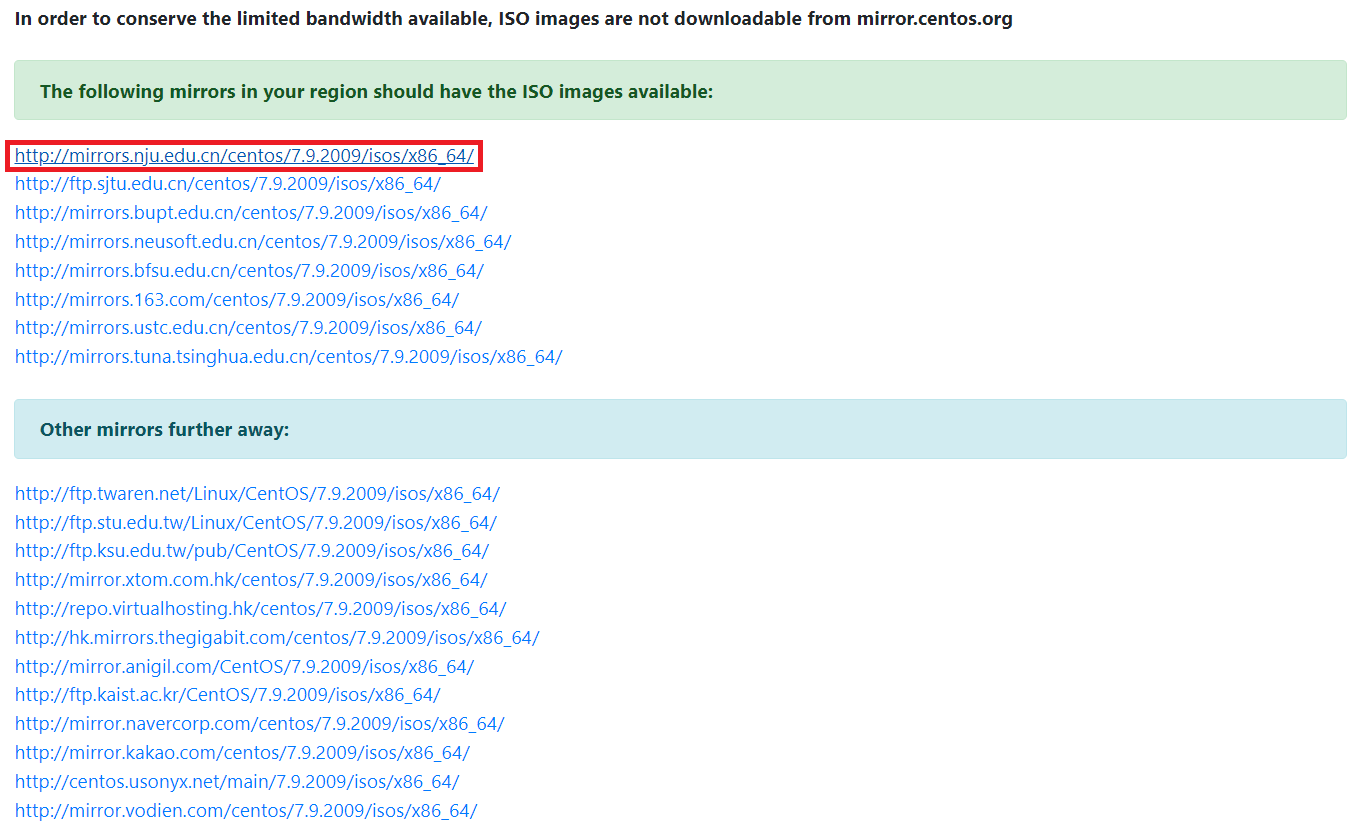 In order to conserve the limited bandwidth available, ISO images are not downloadable from mirror.centos.org
The following mirrors in your region should have the ISO images available:
http://mirrors.nju.edu.cn/centos/7.9.2009/isos/x86_64/
http://ftp.sjtu.edu.cn/centos/7.9.2009/isos/x86_64/
http://mirrors.bupt.edu.cn/centos/7.9.2009/isos/x86_64/
http://mirrors.neusoft.edu.cn/centos/7.9.2009/isos/x86_64/
http://mirrors.bfsu.edu.cn/centos/7.9.2009/isos/x86_64/
http://mirrors.163.com/centos/7.9.2009/isos/x86_64/
http://mirrors.ustc.edu.cn/centos/7.9.2009/isos/x86_64/
http://mirrors.tuna.tsinghua.edu.cn/centos/7.9.2009/isos/x86_64/
Other mirrors further away:
http://ftp.twaren.net/Linux/CentOS/7.9.2009/isos/x86_64/
http://ftp.stu.edu.tw/Linux/CentOS/7.9.2009/isos/x86_64/
http://ftp.ksu.edu.tw/pub/CentOS/7.9.2009/isos/x86_64/
http://mirror.xtom.com.hk/centos/7.9.2009/isos/x86_64/
http://repo.virtualhosting.hk/centos/7.9.2009/isos/x86_64/
http://hk.mirrors.thegigabit.com/centos/7.9.2009/isos/x86_64/
http://mirror.anigil.com/CentOS/7.9.2009/isos/x86_64/
http://ftp.kaist.ac.kr/CentOS/7.9.2009/isos/x86_64/
http://mirror.navercorp.com/centos/7.9.2009/isos/x86_64/
http://mirror.kakao.com/centos/7.9.2009/isos/x86_64/
http://centos.usonyx.net/main/7.9.2009/isos/x86_64/
http://mirror.vodien.com/centos/7.9.2009/isos/x86_64/